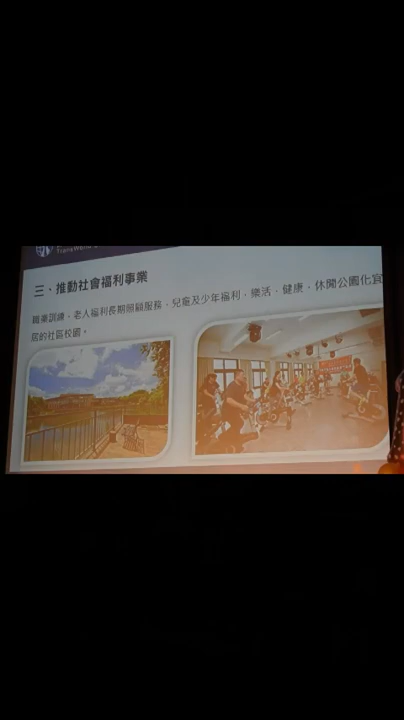 TransWorld
三、推動社會福利事業
職業訓練、老人福利長期照顧服務、兒童及少年福利，樂活、健康、休閒公園化宜
居的社區校園。